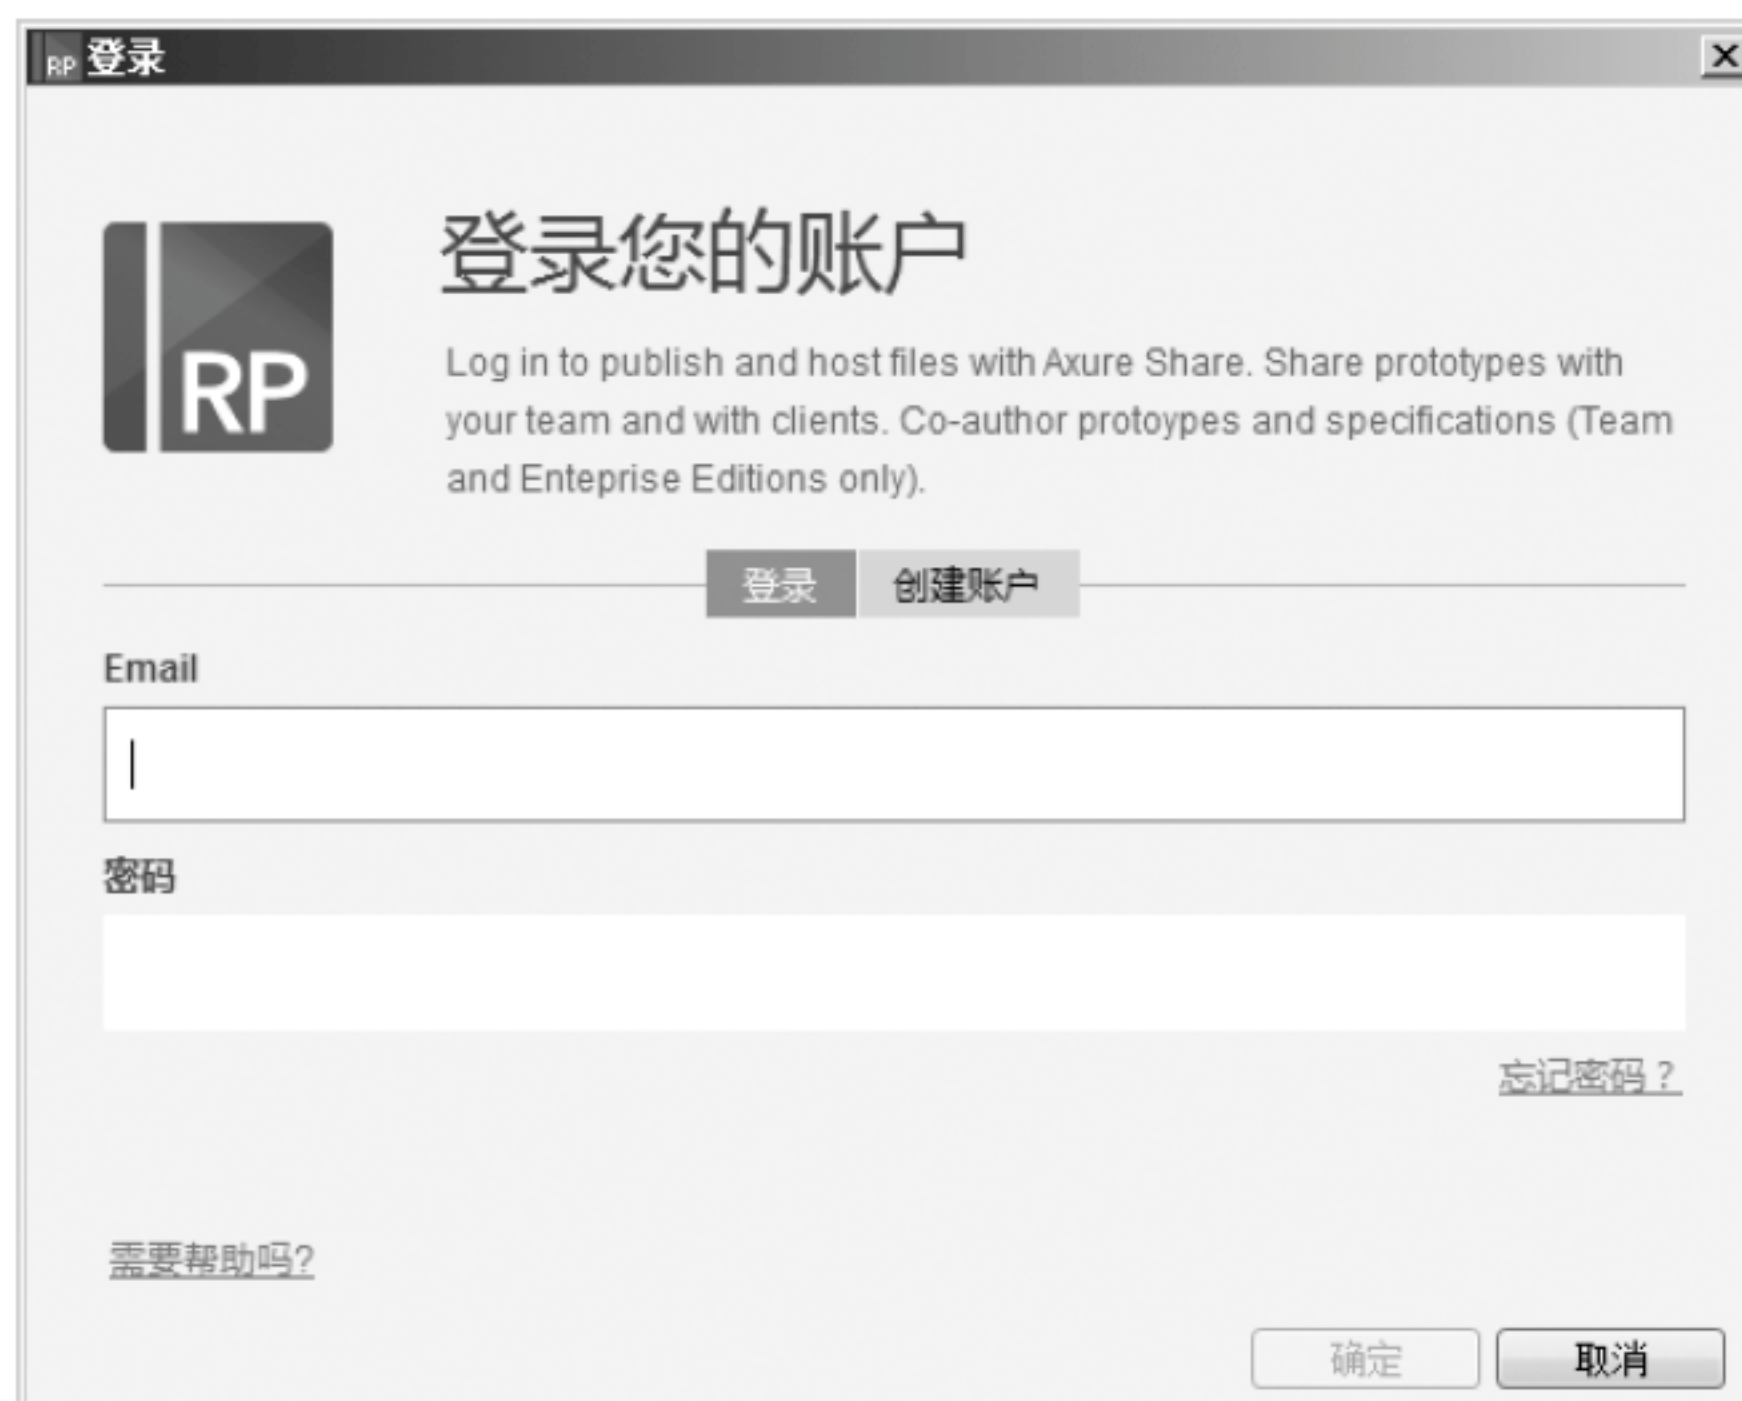 RP 登录
登录您的账户
RP
Log in to publish and host files with Axure Share. Share prototypes with
your team and with clients. Co-author protoypes and specifications (Team
and Enteprise Editions only).
登录 创建账户
Email
密码
忘记密码？
需要帮助吗?
确定 取消